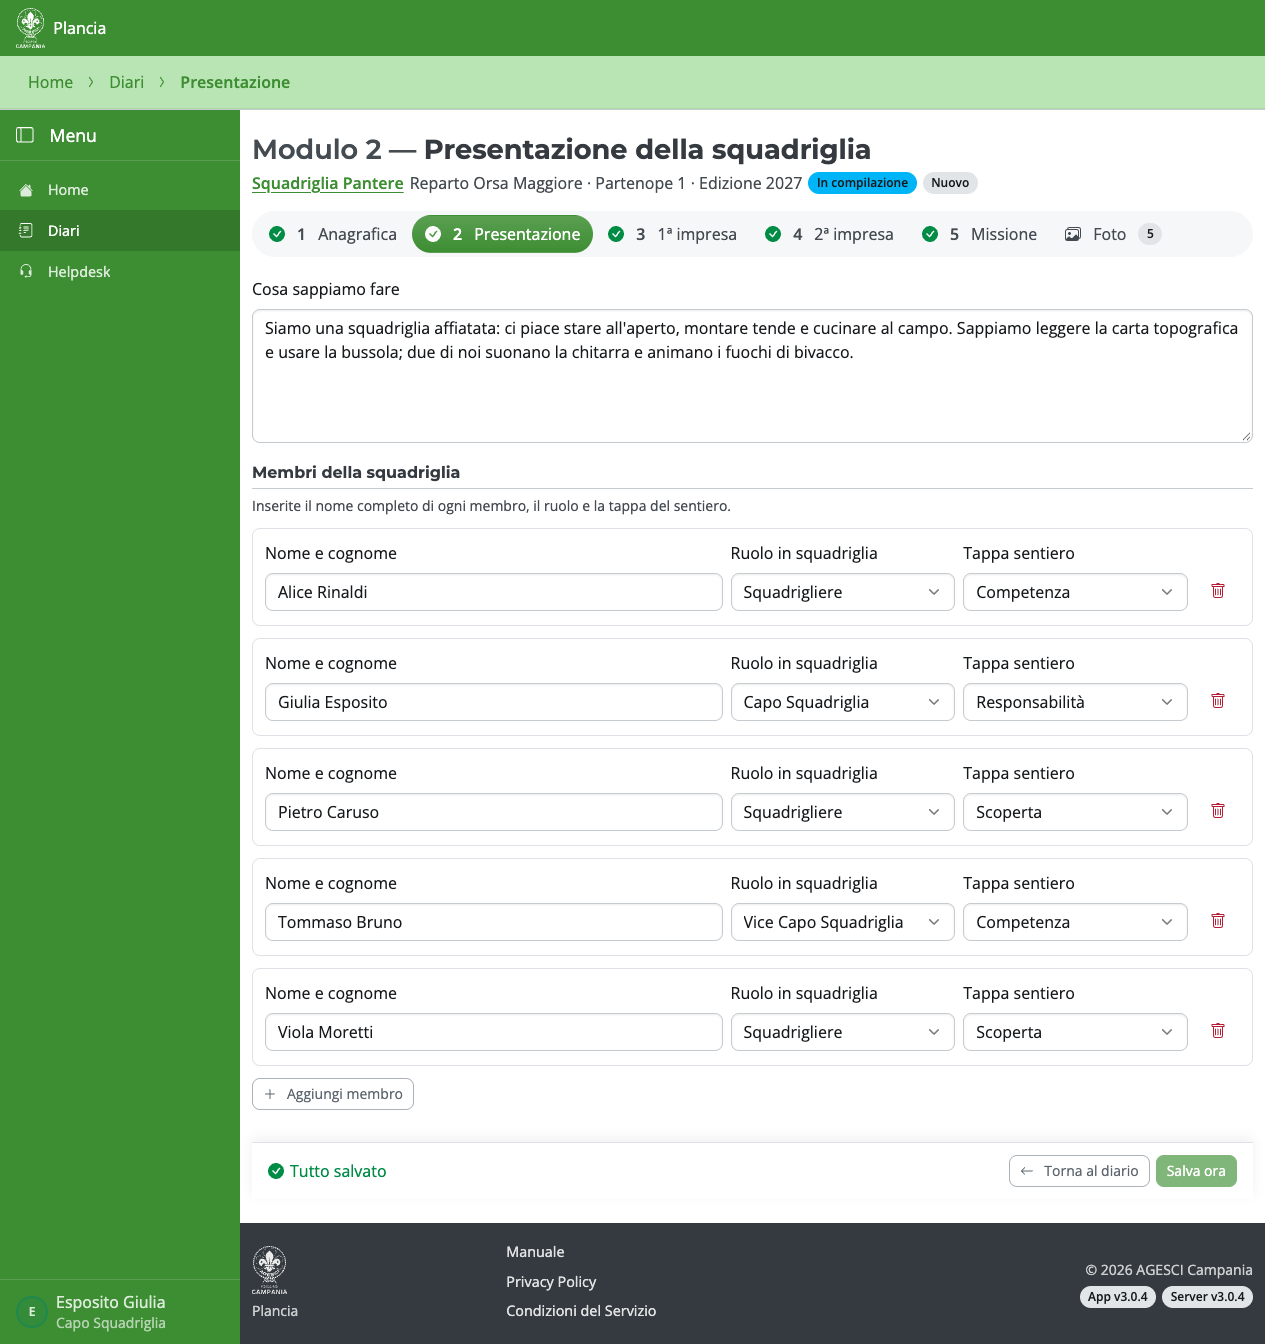 CAMPANIA
Plancia
Home > Diari > Presentazione
Menu
Home
Diari
Helpdesk
Modulo 2 — Presentazione della squadriglia
Squadriglia Pantere Reparto Orsa Maggiore · Partenope 1 · Edizione 2027 In compilazione Nuovo
1 Anagrafica 2 Presentazione 3 1ª impresa 4 2ª impresa 5 Missione Foto 5
Cosa sappiamo fare
Siamo una squadriglia affiatata: ci piace stare all'aperto, montare tende e cucinare al campo. Sappiamo leggere la carta topografica
e usare la bussola; due di noi suonano la chitarra e animano i fuochi di bivacco.
Membri della squadriglia
Inserite il nome completo di ogni membro, il ruolo e la tappa del sentiero.
Nome e cognome Ruolo in squadriglia Tappa sentiero
Alice Rinaldi Squadrigliere Competenza
Nome e cognome Ruolo in squadriglia Tappa sentiero
Giulia Esposito Capo Squadriglia Responsabilità
Nome e cognome Ruolo in squadriglia Tappa sentiero
Pietro Caruso Squadrigliere Scoperta
Nome e cognome Ruolo in squadriglia Tappa sentiero
Tommaso Bruno Vice Capo Squadriglia Competenza
Nome e cognome Ruolo in squadriglia Tappa sentiero
Viola Moretti Squadrigliere Scoperta
+ Aggiungi membro
Tutto salvato
← Torna al diario Salva ora
E
Esposito Giulia
Capo Squadriglia
CAMPANIA
Plancia
Manuale
Privacy Policy
Condizioni del Servizio
© 2026 AGESCI Campania
App v3.0.4 Server v3.0.4